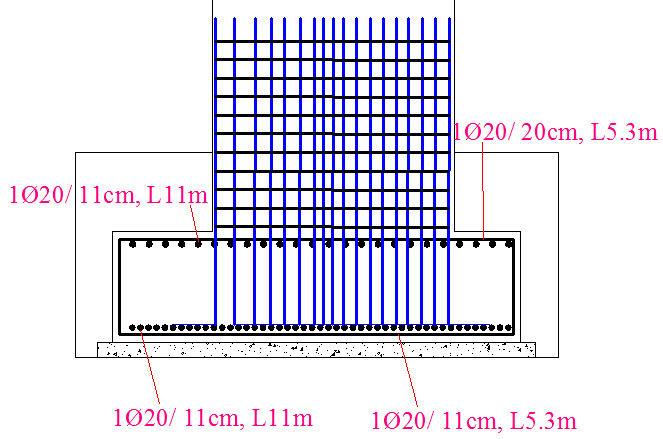 1Ø20/ 20cm, L5.3m
1Ø20/ 11cm, L11m
1Ø20/ 11cm, L11m
1Ø20/ 11cm, L5.3m